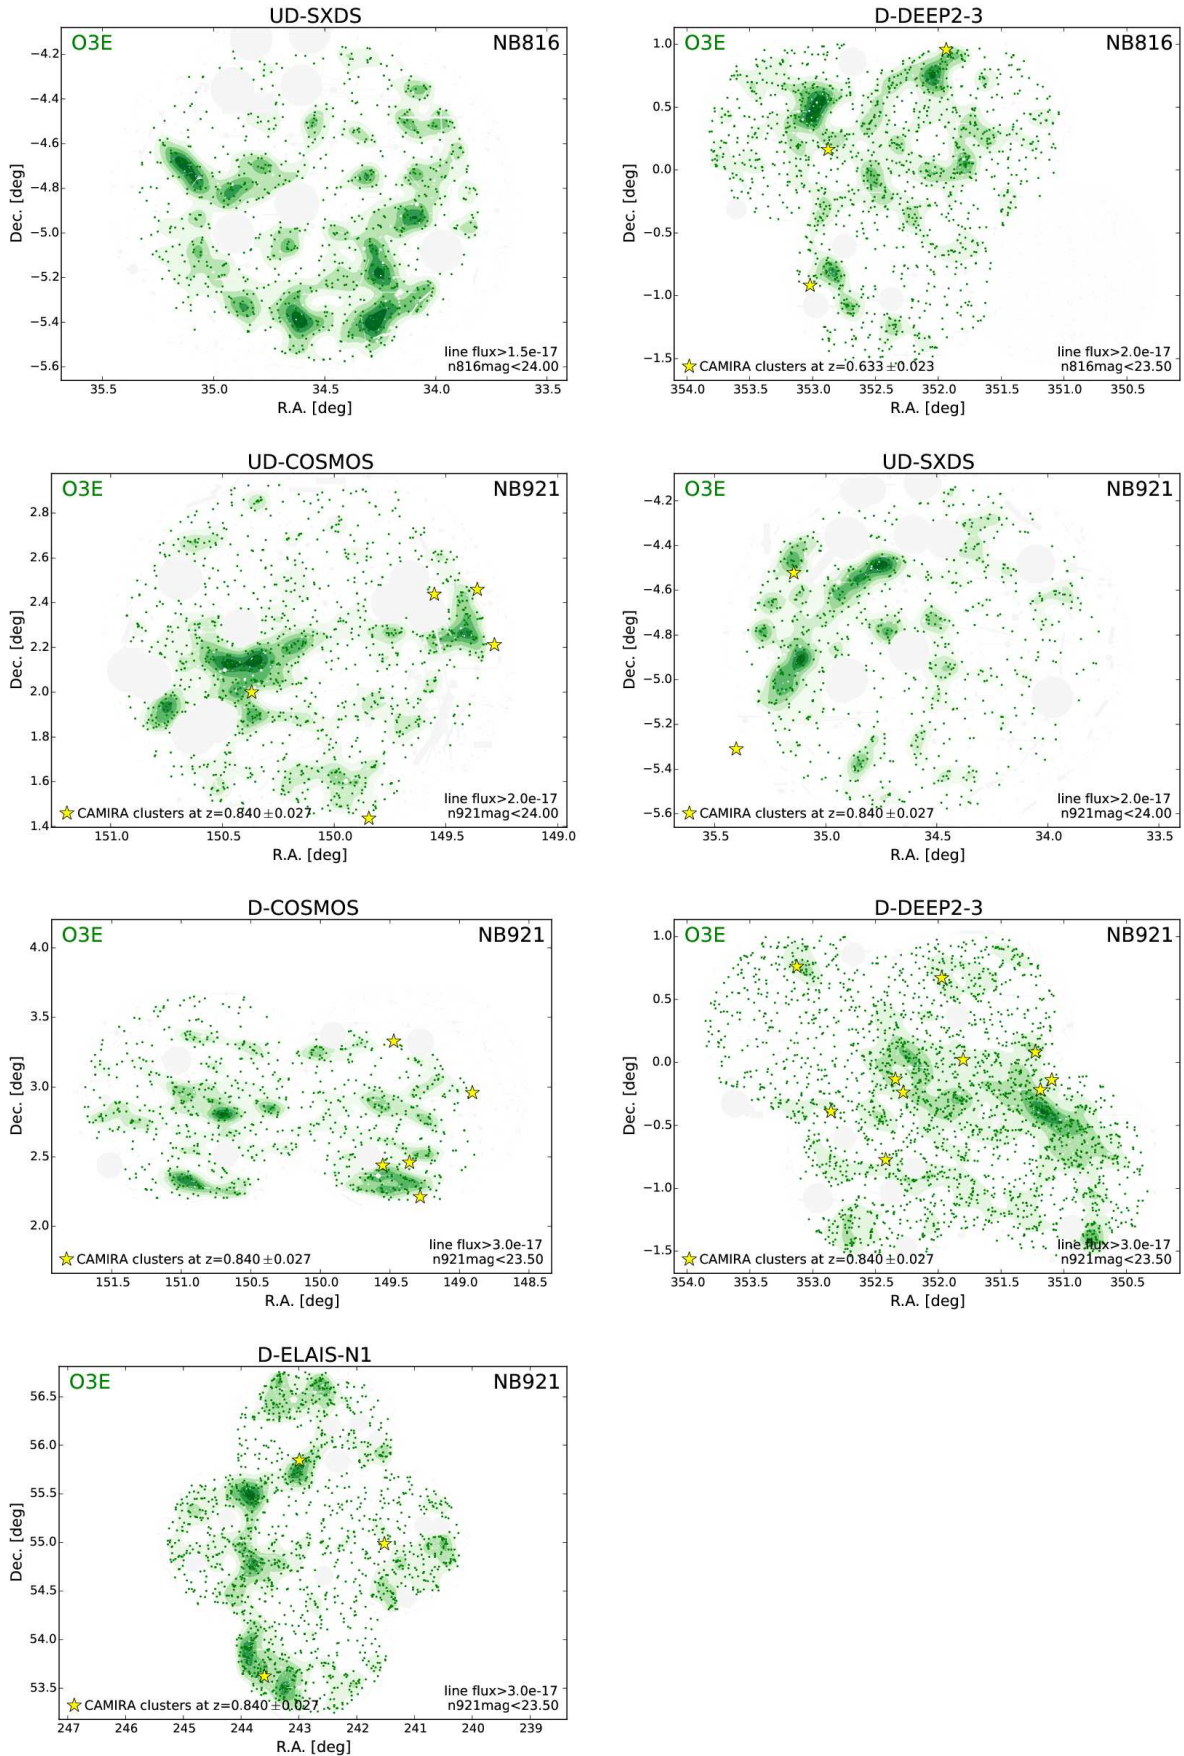 UD-SXDS
O3E
NB816
−4.2
−4.4
−4.6
−4.8
−5.0
−5.2
−5.4
−5.6
Dec. [deg]
line flux>1.5e-17
n816mag<24.00
35.5 35.0 34.5 34.0 33.5
R.A. [deg]
D-DEEP2-3
O3E
NB816
1.0
0.5
0.0
−0.5
−1.0
−1.5
Dec. [deg]
line flux>2.0e-17
CAMIRA clusters at z=0.633±0.023
n816mag<23.50
354.0 353.5 353.0 352.5 352.0 351.5 351.0 350.5
R.A. [deg]
UD-COSMOS
O3E
NB921
2.8
2.6
2.4
2.2
2.0
1.8
1.6
1.4
Dec. [deg]
line flux>2.0e-17
CAMIRA clusters at z=0.840±0.027
n921mag<24.00
151.0 150.5 150.0 149.5 149.0
R.A. [deg]
UD-SXDS
O3E
NB921
−4.2
−4.4
−4.6
−4.8
−5.0
−5.2
−5.4
−5.6
Dec. [deg]
line flux>2.0e-17
CAMIRA clusters at z=0.840±0.027
n921mag<24.00
35.5 35.0 34.5 34.0 33.5
R.A. [deg]
D-COSMOS
O3E
NB921
4.0
3.5
3.0
2.5
2.0
Dec. [deg]
line flux>3.0e-17
CAMIRA clusters at z=0.840±0.027
n921mag<23.50
151.5 151.0 150.5 150.0 149.5 149.0 148.5
R.A. [deg]
D-DEEP2-3
O3E
NB921
1.0
0.5
0.0
−0.5
−1.0
−1.5
Dec. [deg]
line flux>3.0e-17
CAMIRA clusters at z=0.840±0.027
n921mag<23.50
354.0 353.5 353.0 352.5 352.0 351.5 351.0 350.5
R.A. [deg]
D-ELAIS-N1
O3E
NB921
56.5
56.0
55.5
55.0
54.5
54.0
53.5
Dec. [deg]
line flux>3.0e-17
CAMIRA clusters at z=0.840±0.027
n921mag<23.50
247 246 245 244 243 242 241 240 239
R.A. [deg]